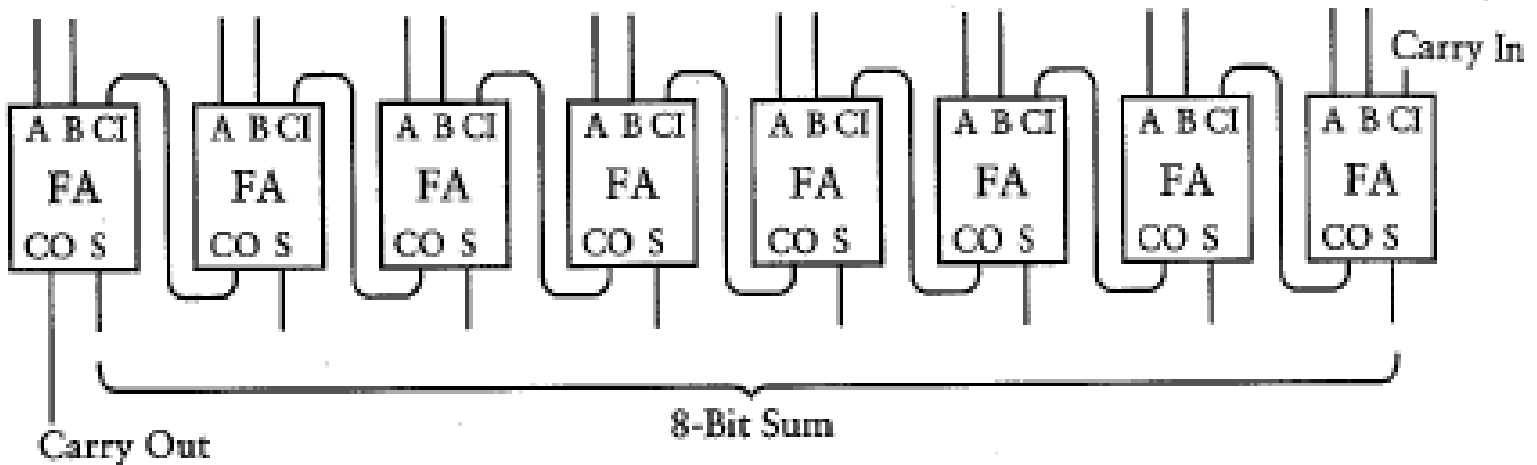 Carry In
A B CI A B CI A B CI A B CI A B CI A B CI A B CI A B CI
FA FA FA FA FA FA FA FA
CO S CO S CO S CO S CO S CO S CO S CO S
8-Bit Sum
Carry Out